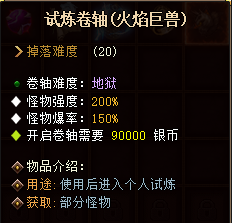 试炼卷轴(火焰巨兽)
掉落难度 (20)
卷轴难度: 地狱
怪物强度: 200%
怪物爆率: 150%
开启卷轴需要 90000 银币
物品介绍:
用途: 使用后进入个人试炼
获取: 部分怪物